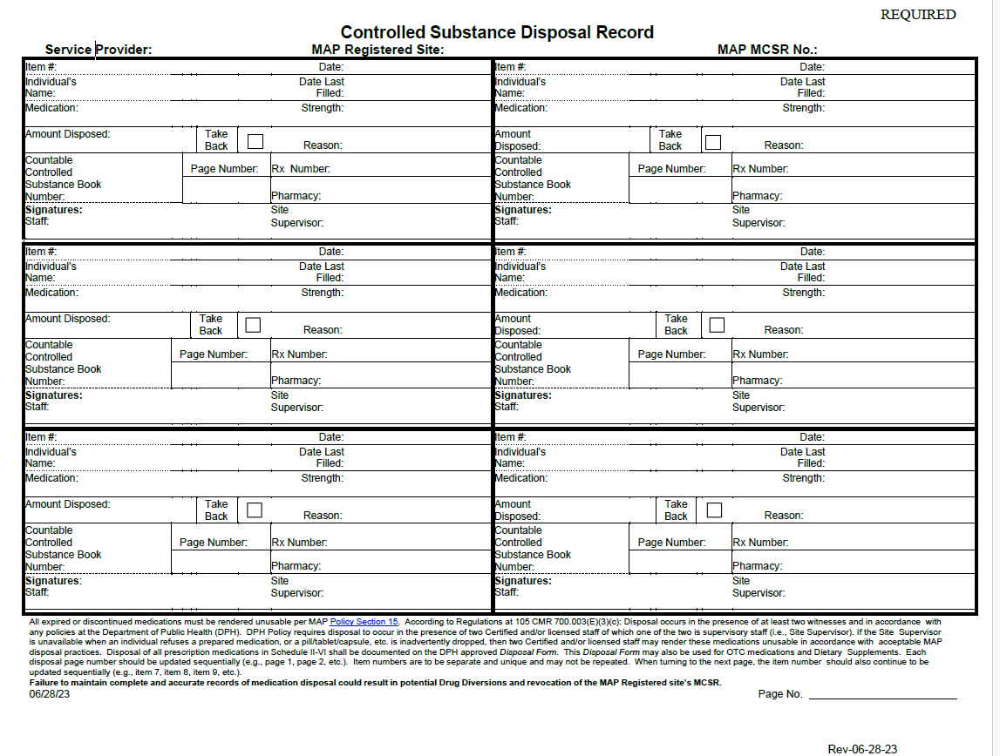 REQUIRED
Controlled Substance Disposal Record
Service Provider: MAP Registered Site: MAP MCSR No.:
Item #: Date:
Individual's Date Last
Name: Filled:
Medication: Strength:
Amount Disposed: Take
Back Reason:
Countable
Controlled Page Number: Rx Number:
Substance Book
Number: Pharmacy:
Signatures: Site
Staff: Supervisor:
Item #: Date:
Individual's Date Last
Name: Filled:
Medication: Strength:
Amount Take
Disposed: Back Reason:
Countable
Controlled Page Number: Rx Number:
Substance Book
Number: Pharmacy:
Signatures: Site
Staff: Supervisor:
Item #: Date:
Individual's Date Last
Name: Filled:
Medication: Strength:
Amount Disposed: Take
Back Reason:
Countable
Controlled Page Number: Rx Number:
Substance Book
Number: Pharmacy:
Signatures: Site
Staff: Supervisor:
Item #: Date:
Individual's Date Last
Name: Filled:
Medication: Strength:
Amount Take
Disposed: Back Reason:
Countable
Controlled Page Number: Rx Number:
Substance Book
Number: Pharmacy:
Signatures: Site
Staff: Supervisor:
Item #: Date:
Individual's Date Last
Name: Filled:
Medication: Strength:
Amount Disposed: Take
Back Reason:
Countable
Controlled Page Number: Rx Number:
Substance Book
Number: Pharmacy:
Signatures: Site
Staff: Supervisor:
Item #: Date:
Individual's Date Last
Name: Filled:
Medication: Strength:
Amount Take
Disposed: Back Reason:
Countable
Controlled Page Number: Rx Number:
Substance Book
Number: Pharmacy:
Signatures: Site
Staff: Supervisor:
All expired or discontinued medications must be rendered unusable per MAP Policy Section 15. According to Regulations at 105 CMR 700.003(E)(3)(c): Disposal occurs in the presence of at least two witnesses and in accordance with
any policies at the Department of Public Health (DPH). DPH Policy requires disposal to occur in the presence of two Certified and/or licensed staff of which one of the two is supervisory staff (i.e., Site Supervisor). If the Site Supervisor
is unavailable when an individual refuses a prepared medication, or a pill/tablet/capsule, etc. is inadvertently dropped, then two Certified and/or licensed staff may render these medications unusable in accordance with acceptable MAP
disposal practices. Disposal of all prescription medications in Schedule II-VI shall be documented on the DPH approved Disposal Form. This Disposal Form may also be used for OTC medications and Dietary Supplements. Each
disposal page number should be updated sequentially (e.g., page 1, page 2, etc.). Item numbers are to be separate and unique and may not be repeated. When turning to the next page, the item number should also continue to be
updated sequentially (e.g., item 7, item 8, item 9, etc.).
Failure to maintain complete and accurate records of medication disposal could result in potential Drug Diversions and revocation of the MAP Registered site's MCSR.
06/28/23 Page No.
Rev-06-28-23